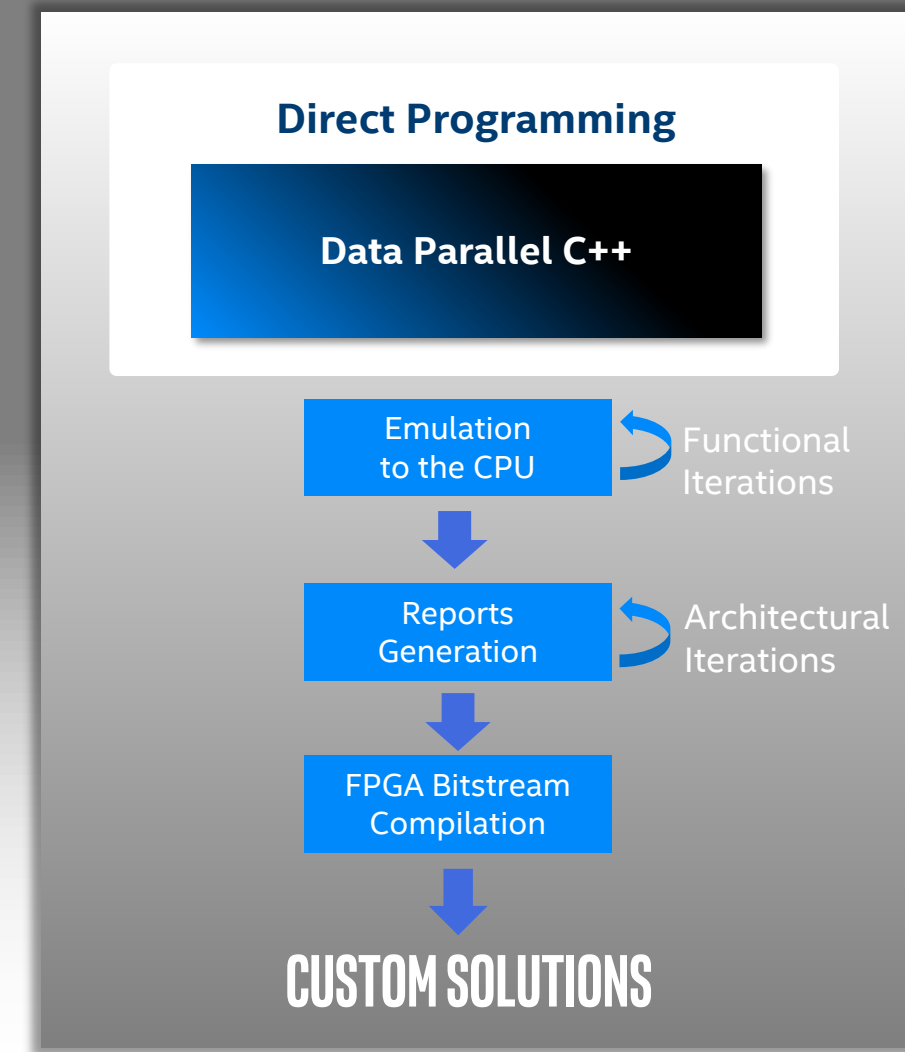 Direct Programming
Data Parallel C++
Emulation
to the CPU
Functional
Iterations
Reports
Generation
Architectural
Iterations
FPGA Bitstream
Compilation
CUSTOM SOLUTIONS